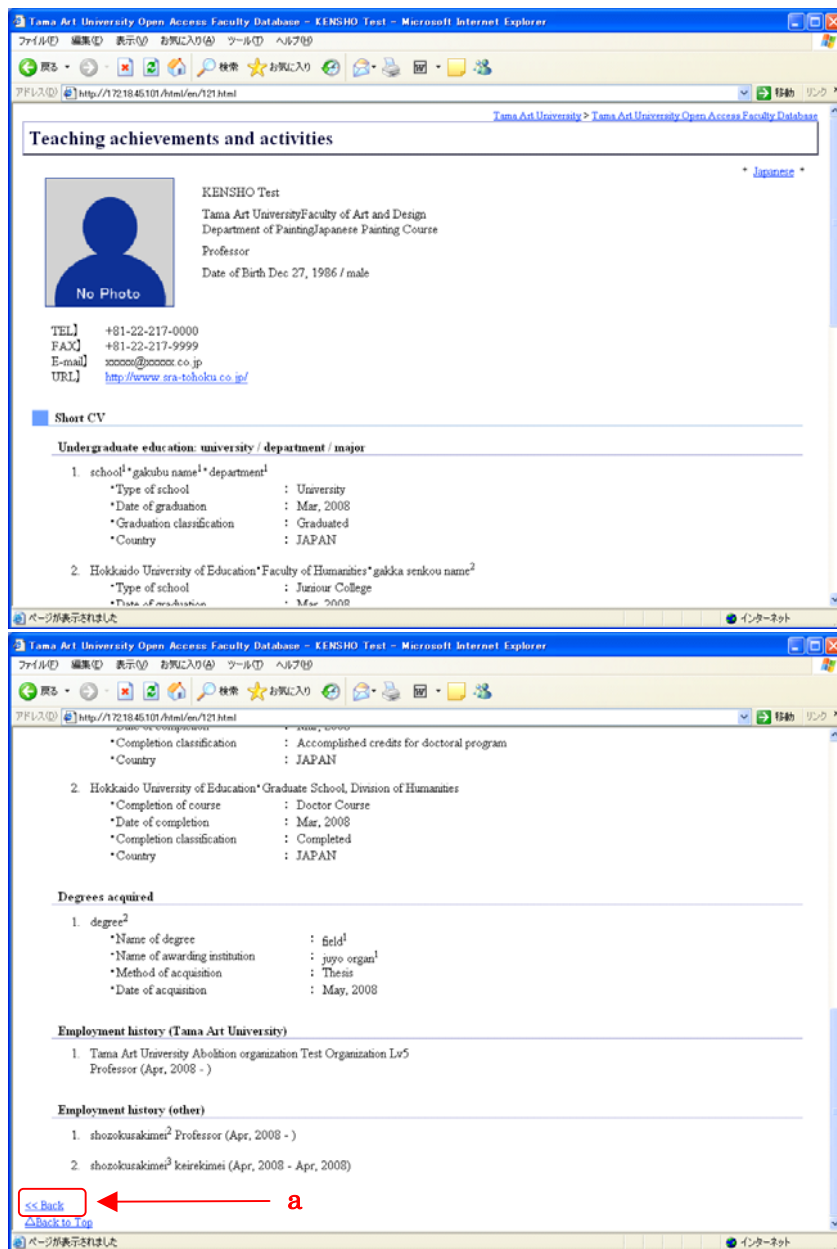 Tama Art University Open Access Faculty Database - KENSHO Test - Microsoft Internet Explorer
ファイル(F) 編集(E) 表示(V) お気に入り(A) ツール(T) ヘルプ(H)
戻る 検索 お気に入り
アドレス(D) http://172.18.45.101/html/en/121.html 移動 リンク
Tama Art University > Tama Art University Open Access Faculty Database
Teaching achievements and activities
* Japanese *
No Photo
KENSHO Test
Tama Art UniversityFaculty of Art and Design
Department of PaintingJapanese Painting Course
Professor
Date of Birth Dec 27, 1986 / male
TEL】 +81-22-217-0000
FAX】 +81-22-217-9999
E-mail】 xxxxx@xxxxx.co.jp
URL】 http://www.sra-tohoku.co.jp/
Short CV
Undergraduate education: university / department / major
1. school1*gakubu name1*department1
*Type of school : University
*Date of graduation : Mar, 2008
*Graduation classification : Graduated
*Country : JAPAN
2. Hokkaido University of Education*Faculty of Humanities*gakka senkou name2
*Type of school : Juniour College
*Date of graduation : Mar, 2008
ページが表示されました インターネット
Tama Art University Open Access Faculty Database - KENSHO Test - Microsoft Internet Explorer
ファイル(F) 編集(E) 表示(V) お気に入り(A) ツール(T) ヘルプ(H)
戻る 検索 お気に入り
アドレス(D) http://172.18.45.101/html/en/121.html 移動 リンク
*Date of completion : Mar, 2008
*Completion classification : Accomplished credits for doctoral program
*Country : JAPAN
2. Hokkaido University of Education*Graduate School, Division of Humanities
*Completion of course : Doctor Course
*Date of completion : Mar, 2008
*Completion classification : Completed
*Country : JAPAN
Degrees acquired
1. degree2
*Name of degree : field1
*Name of awarding institution : juyo organ1
*Method of acquisition : Thesis
*Date of acquisition : May, 2008
Employment history (Tama Art University)
1. Tama Art University Abolition organization Test Organization Lv5
Professor (Apr, 2008 - )
Employment history (other)
1. shozokusakimei2 Professor (Apr, 2008 - )
2. shozokusakimei3 keirekimei (Apr, 2008 - Apr, 2008)
<< Back a
△Back to Top
ページが表示されました インターネット